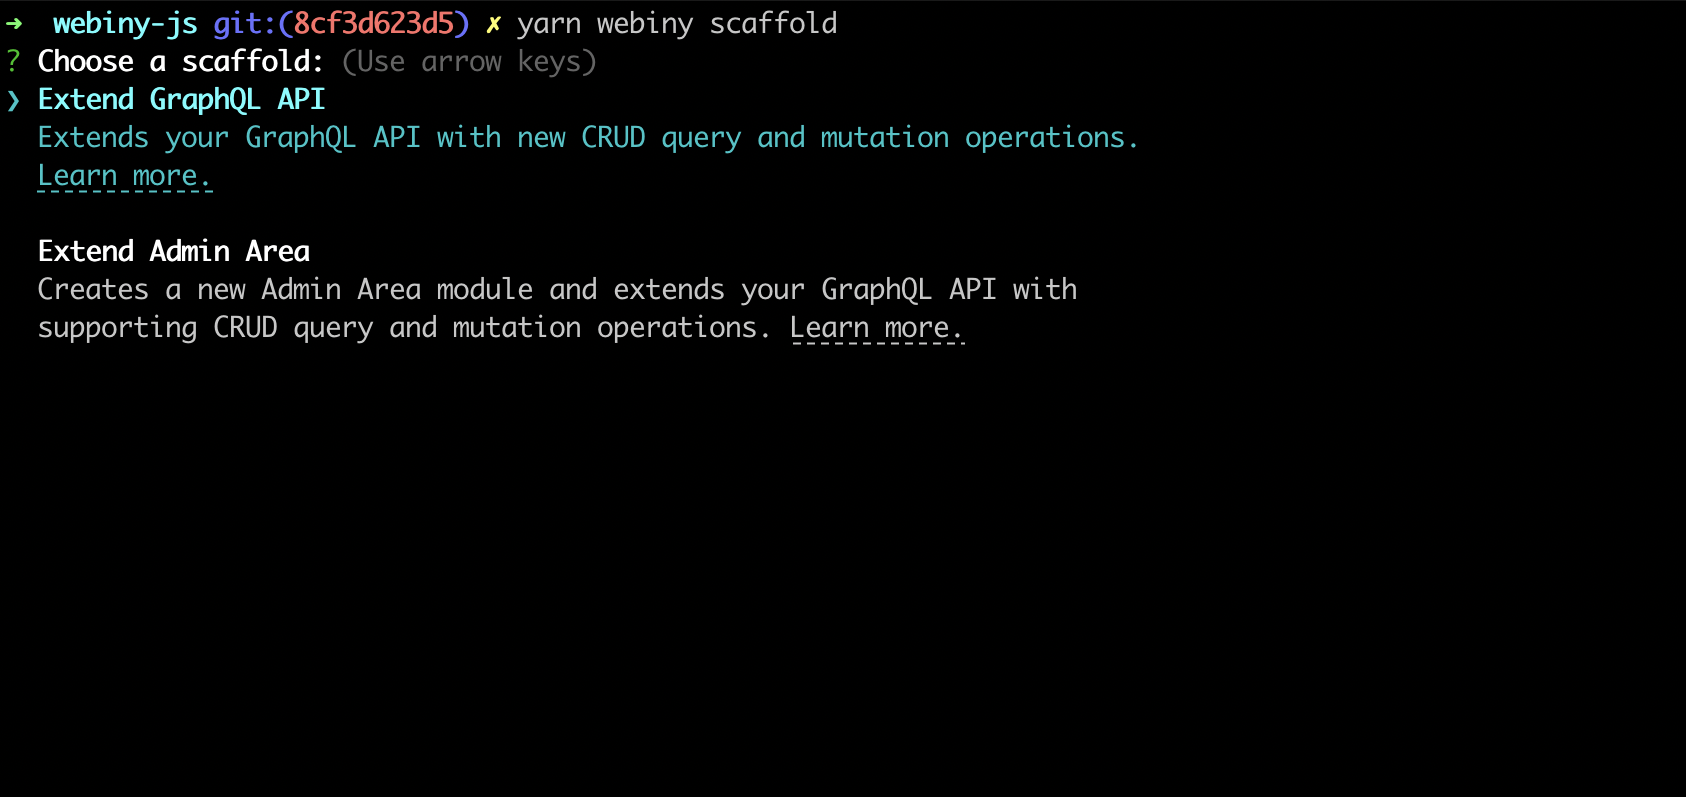 ➜  webiny-js git:(8cf3d623d5) ✗ yarn webiny scaffold
? Choose a scaffold: (Use arrow keys)
❯ Extend GraphQL API
Extends your GraphQL API with new CRUD query and mutation operations.
Learn more.
Extend Admin Area
Creates a new Admin Area module and extends your GraphQL API with
supporting CRUD query and mutation operations. Learn more.